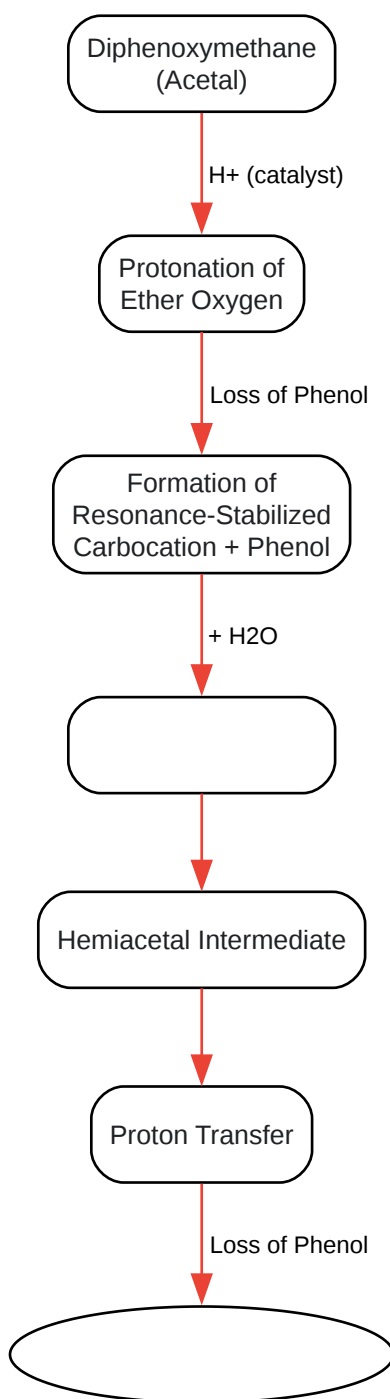 Diphenoxymethane
(Acetal)
H+ (catalyst)
Protonation of
Ether Oxygen
Loss of Phenol
Formation of
Resonance-Stabilized
Carbocation + Phenol
+ H2O
Hemiacetal Intermediate
Proton Transfer
Loss of Phenol